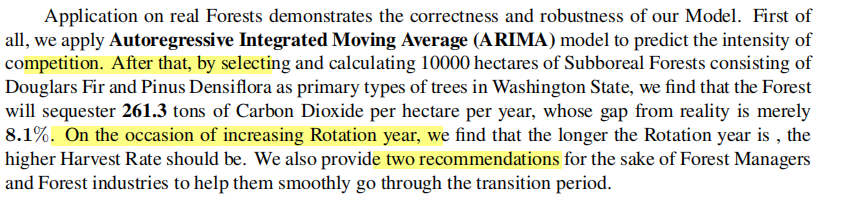 Application on real Forests demonstrates the correctness and robustness of our Model. First of
all, we apply Autoregressive Integrated Moving Average (ARIMA) model to predict the intensity of
competition. After that, by selecting and calculating 10000 hectares of Subboreal Forests consisting of
Douglars Fir and Pinus Densiflora as primary types of trees in Washington State, we find that the Forest
will sequester 261.3 tons of Carbon Dioxide per hectare per year, whose gap from reality is merely
8.1%. On the occasion of increasing Rotation year, we find that the longer the Rotation year is , the
higher Harvest Rate should be. We also provide two recommendations for the sake of Forest Managers
and Forest industries to help them smoothly go through the transition period.